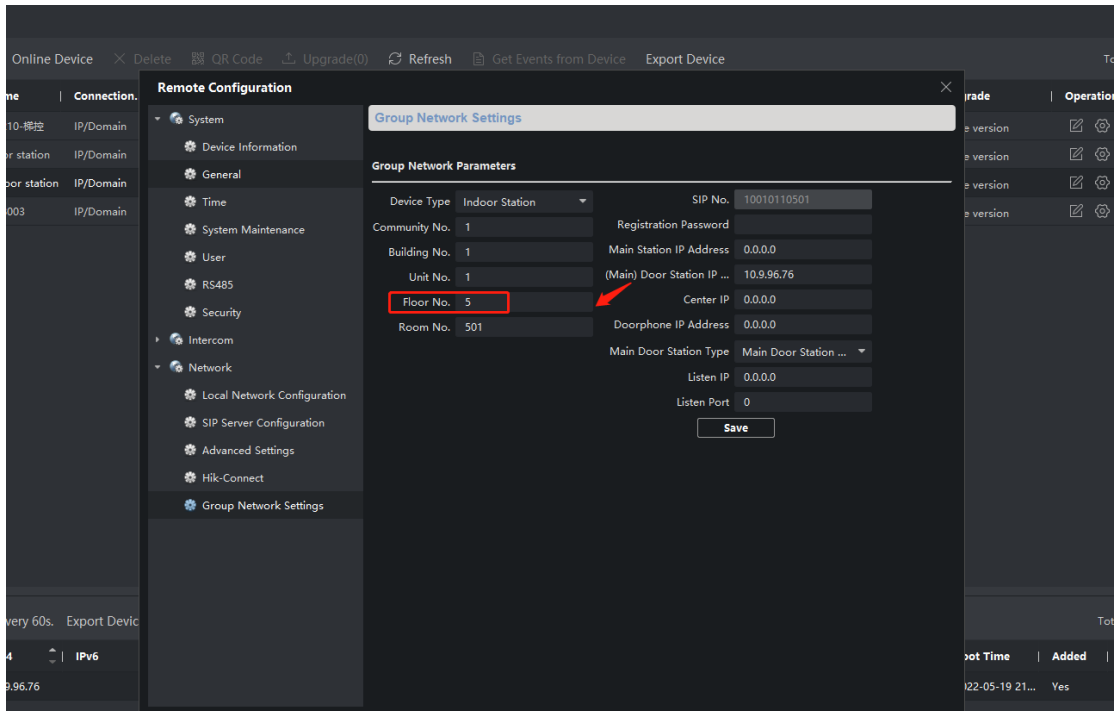 Online Device Delete QR Code Upgrade(0) Refresh Get Events from Device Export Device To
me Connection. rade Operation
10-梯控 IP/Domain e version
or station IP/Domain e version
oor station IP/Domain e version
003 IP/Domain e version
Remote Configuration
System
Device Information
General
Time
System Maintenance
User
RS485
Security
Intercom
Network
Local Network Configuration
SIP Server Configuration
Advanced Settings
Hik-Connect
Group Network Settings
Group Network Settings
Group Network Parameters
Device Type Indoor Station
Community No. 1
Building No. 1
Unit No. 1
Floor No. 5
Room No. 501
SIP No. 10010110501
Registration Password
Main Station IP Address 0.0.0.0
(Main) Door Station IP ... 10.9.96.76
Center IP 0.0.0.0
Doorphone IP Address 0.0.0.0
Main Door Station Type Main Door Station ...
Listen IP 0.0.0.0
Listen Port 0
Save
very 60s. Export Devic Tot
4 IPv6 oot Time Added
9.96.76 022-05-19 21... Yes